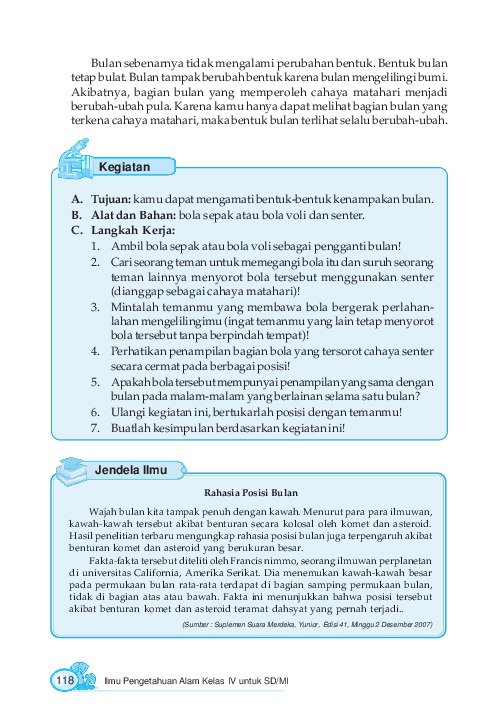 Bulan sebenarnya tidak mengalami perubahan bentuk. Bentuk bulan
tetap bulat. Bulan tampak berubah bentuk karena bulan mengelilingi bumi.
Akibatnya, bagian bulan yang memperoleh cahaya matahari menjadi
berubah-ubah pula. Karena kamu hanya dapat melihat bagian bulan yang
terkena cahaya matahari, maka bentuk bulan terlihat selalu berubah-ubah.
Kegiatan
A. Tujuan: kamu dapat mengamati bentuk-bentuk kenampakan bulan.
B. Alat dan Bahan: bola sepak atau bola voli dan senter.
C. Langkah Kerja:
1. Ambil bola sepak atau bola voli sebagai pengganti bulan!
2. Cari seorang teman untuk memegangi bola itu dan suruh seorang
teman lainnya menyorot bola tersebut menggunakan senter
(dianggap sebagai cahaya matahari)!
3. Mintalah temanmu yang membawa bola bergerak perlahan-
lahan mengelilingimu (ingat temanmu yang lain tetap menyorot
bola tersebut tanpa berpindah tempat)!
4. Perhatikan penampilan bagian bola yang tersorot cahaya senter
secara cermat pada berbagai posisi!
5. Apakah bola tersebut mempunyai penampilan yang sama dengan
bulan pada malam-malam yang berlainan selama satu bulan?
6. Ulangi kegiatan ini, bertukarlah posisi dengan temanmu!
7. Buatlah kesimpulan berdasarkan kegiatan ini!
Jendela Ilmu
Rahasia Posisi Bulan
Wajah bulan kita tampak penuh dengan kawah. Menurut para para ilmuwan,
kawah-kawah tersebut akibat benturan secara kolosal oleh komet dan asteroid.
Hasil penelitian terbaru mengungkap rahasia posisi bulan juga terpengaruh akibat
benturan komet dan asteroid yang berukuran besar.
Fakta-fakta tersebut diteliti oleh Francis nimmo, seorang ilmuwan perplanetan
di universitas California, Amerika Serikat. Dia menemukan kawah-kawah besar
pada permukaan bulan rata-rata terdapat di bagian samping permukaan bulan,
tidak di bagian atas atau bawah. Fakta ini menunjukkan bahwa posisi tersebut
akibat benturan komet dan asteroid teramat dahsyat yang pernah terjadi..
(Sumber : Suplemen Suara Merdeka, Yunior, Edisi 41, Minggu 2 Desember 2007)
118 Ilmu Pengetahuan Alam Kelas IV untuk SD/MI